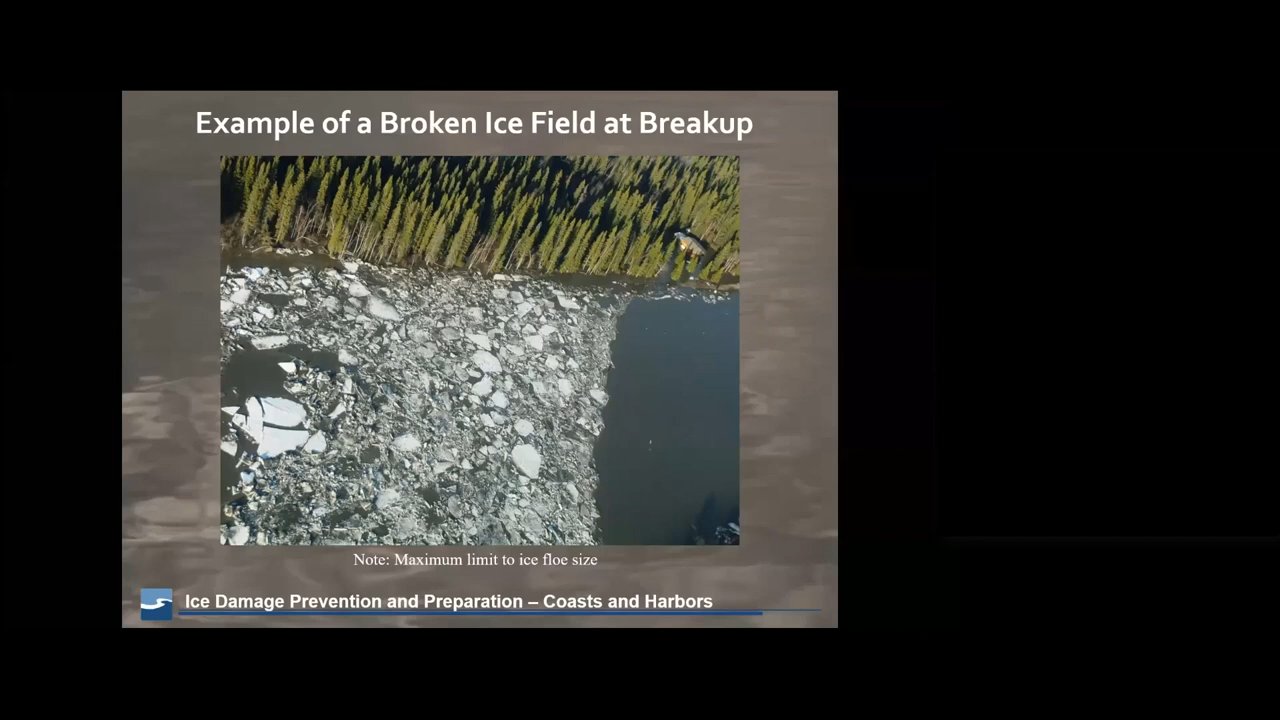 Example of a Broken Ice Field at Breakup
Note: Maximum limit to ice floe size
Ice Damage Prevention and Preparation – Coasts and Harbors